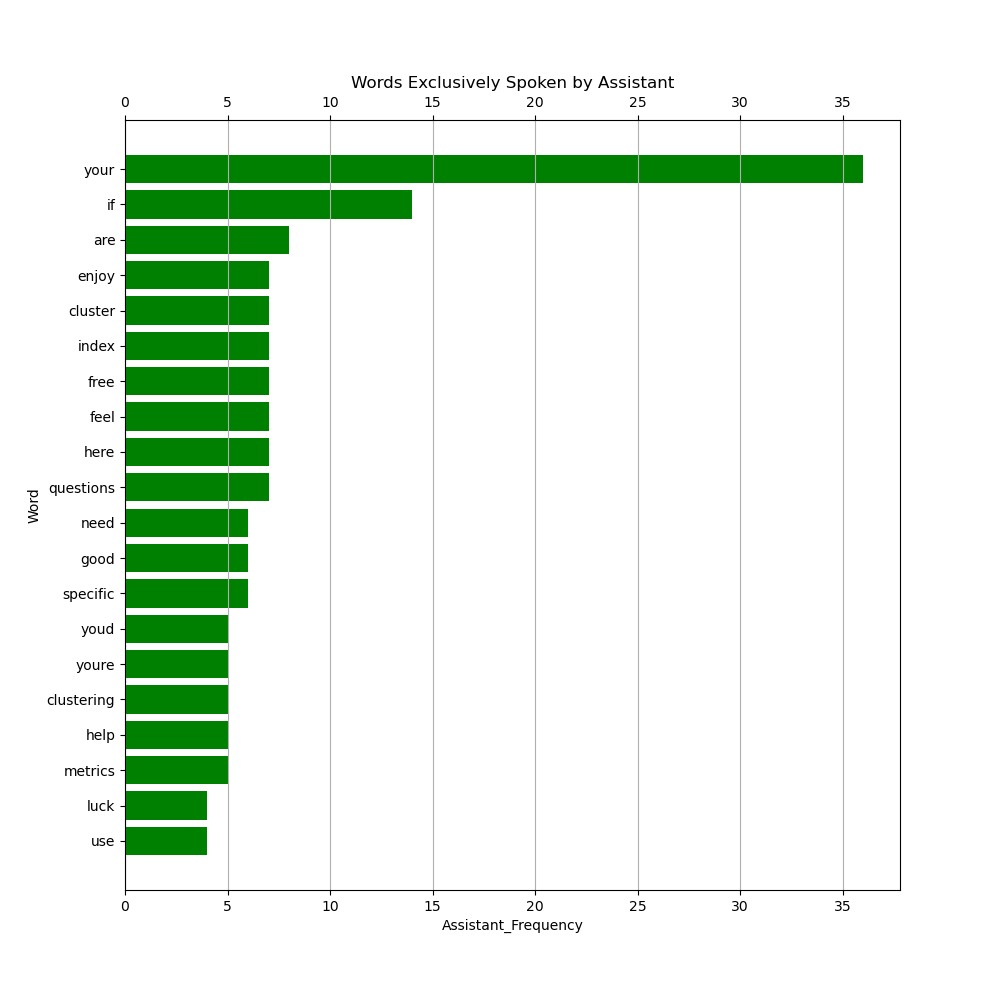 Words Exclusively Spoken by Assistant
0 5 10 15 20 25 30 35
your
if
are
enjoy
cluster
index
free
feel
here
questions
Word
need
good
specific
youd
youre
clustering
help
metrics
luck
use
0 5 10 15 20 25 30 35
Assistant_Frequency